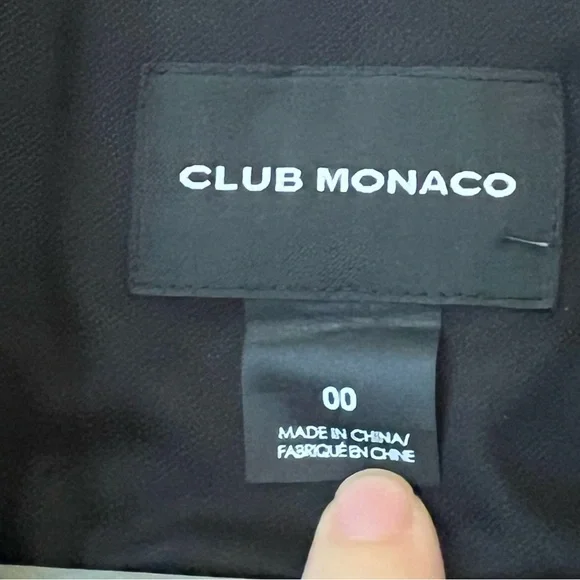 CLUB MONACO
00
MADE IN CHINA/
FABRIQUÉ EN CHINE